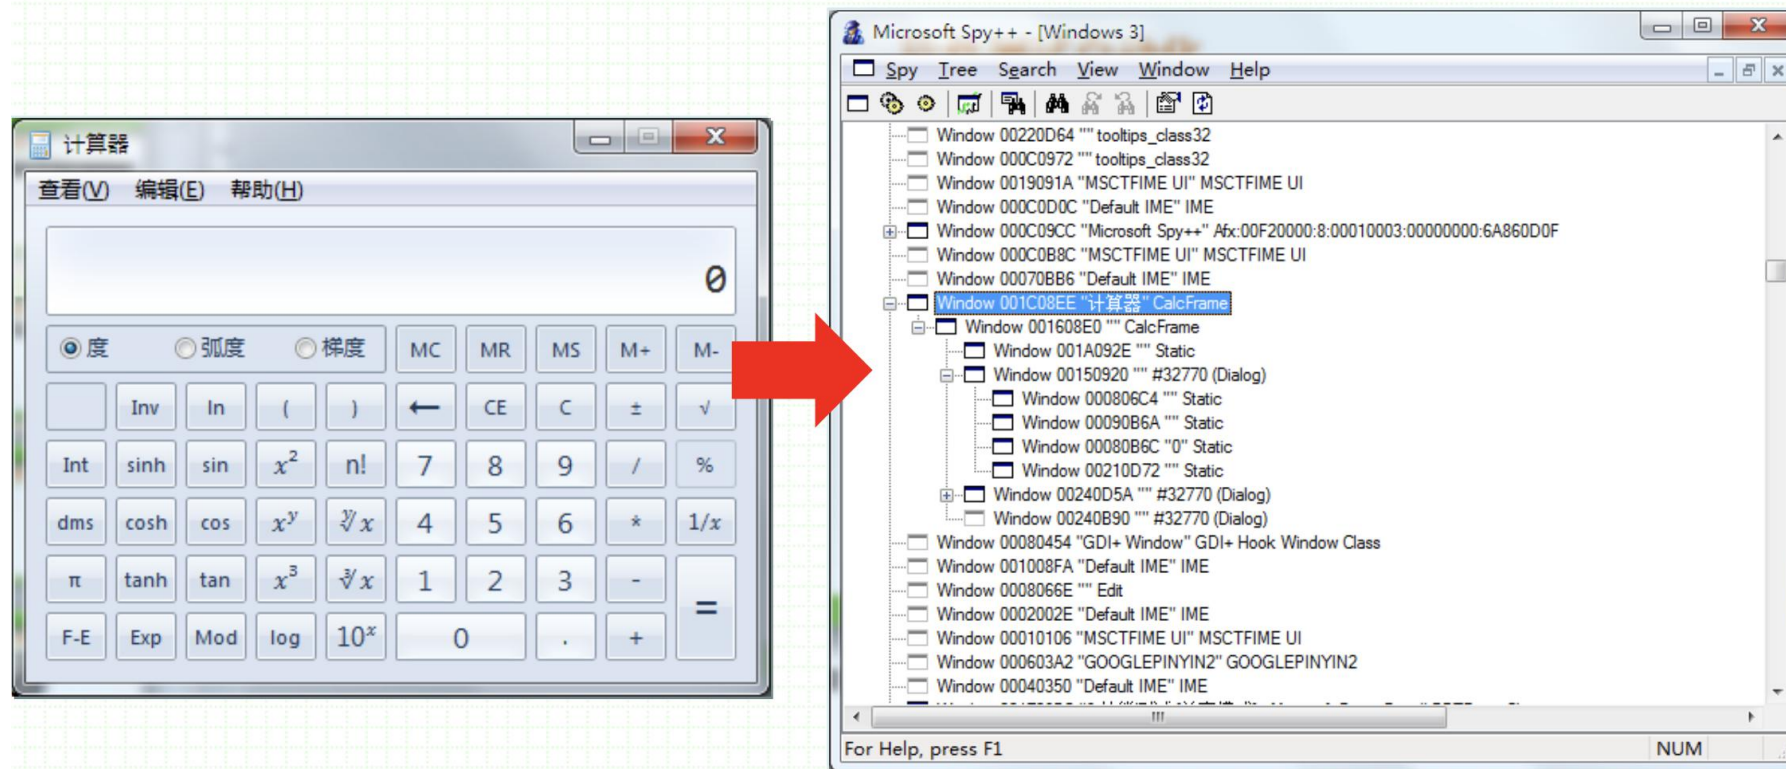 计算器
查看(V) 编辑(E) 帮助(H)
0
度 弧度 梯度 MC MR MS M+ M-
Inv In ( ) ← CE C ± √
Int sinh sin x² n! 7 8 9 / %
dms cosh cos xʸ ʸ√x 4 5 6 * 1/x
π tanh tan x³ ³√x 1 2 3 - =
F-E Exp Mod log 10ˣ 0 . +
Microsoft Spy++ - [Windows 3]
Spy Tree Search View Window Help
Window 00220D64 "" tooltips_class32
Window 000C0972 "" tooltips_class32
Window 0019091A "MSCTFIME UI" MSCTFIME UI
Window 000C0D0C "Default IME" IME
Window 000C09CC "Microsoft Spy++" Afx:00F20000:8:00010003:00000000:6A860D0F
Window 000C0B8C "MSCTFIME UI" MSCTFIME UI
Window 00070BB6 "Default IME" IME
Window 001C08EE "计算器" CalcFrame
Window 001608E0 "" CalcFrame
Window 001A092E "" Static
Window 00150920 "" #32770 (Dialog)
Window 000806C4 "" Static
Window 00090B6A "" Static
Window 00080B6C "0" Static
Window 00210D72 "" Static
Window 00240D5A "" #32770 (Dialog)
Window 00240B90 "" #32770 (Dialog)
Window 00080454 "GDI+ Window" GDI+ Hook Window Class
Window 001008FA "Default IME" IME
Window 0008066E "" Edit
Window 0002002E "Default IME" IME
Window 00010106 "MSCTFIME UI" MSCTFIME UI
Window 000603A2 "GOOGLEPINYIN2" GOOGLEPINYIN2
Window 00040350 "Default IME" IME
For Help, press F1 NUM